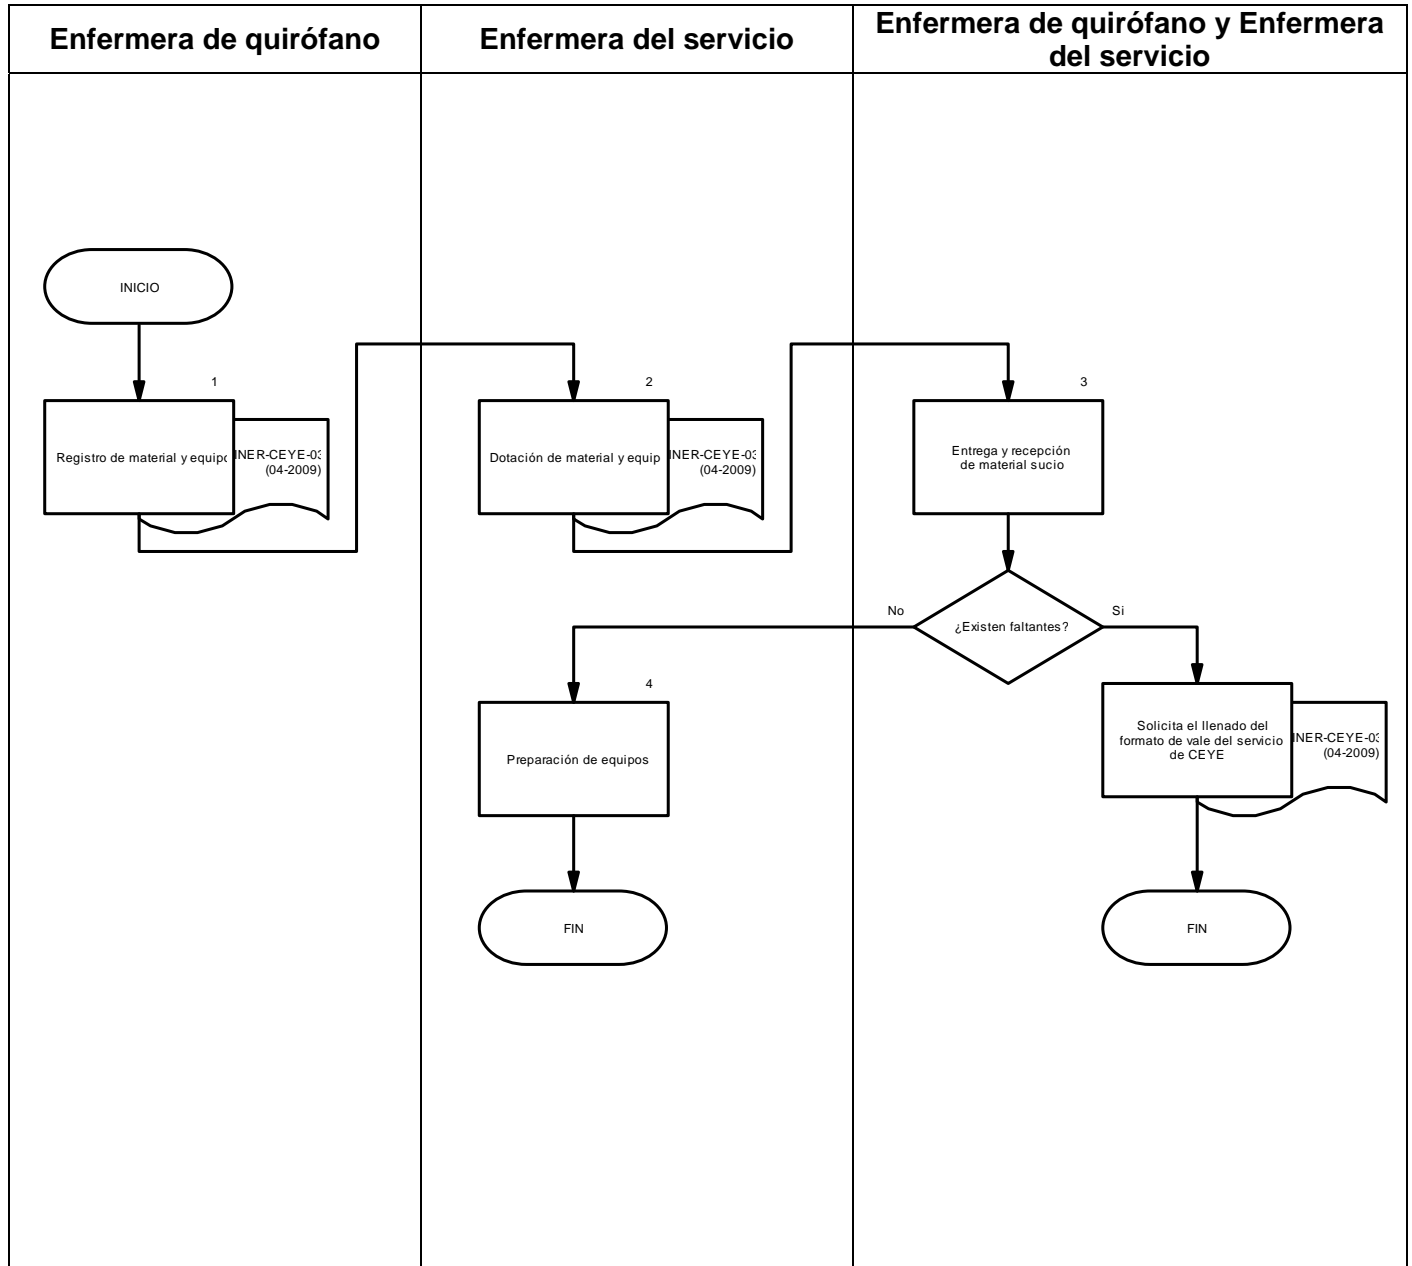 Enfermera de quirófano
Enfermera del servicio
Enfermera de quirófano y Enfermera
del servicio
INICIO
1
Registro de material y equipo
NER-CEYE-03
(04-2009)
2
Dotación de material y equip
NER-CEYE-03
(04-2009)
3
Entrega y recepción
de material sucio
¿Existen faltantes?
No
Si
4
Preparación de equipos
Solicita el llenado del
formato de vale del servicio
de CEYE
INER-CEYE-03
(04-2009)
FIN
FIN